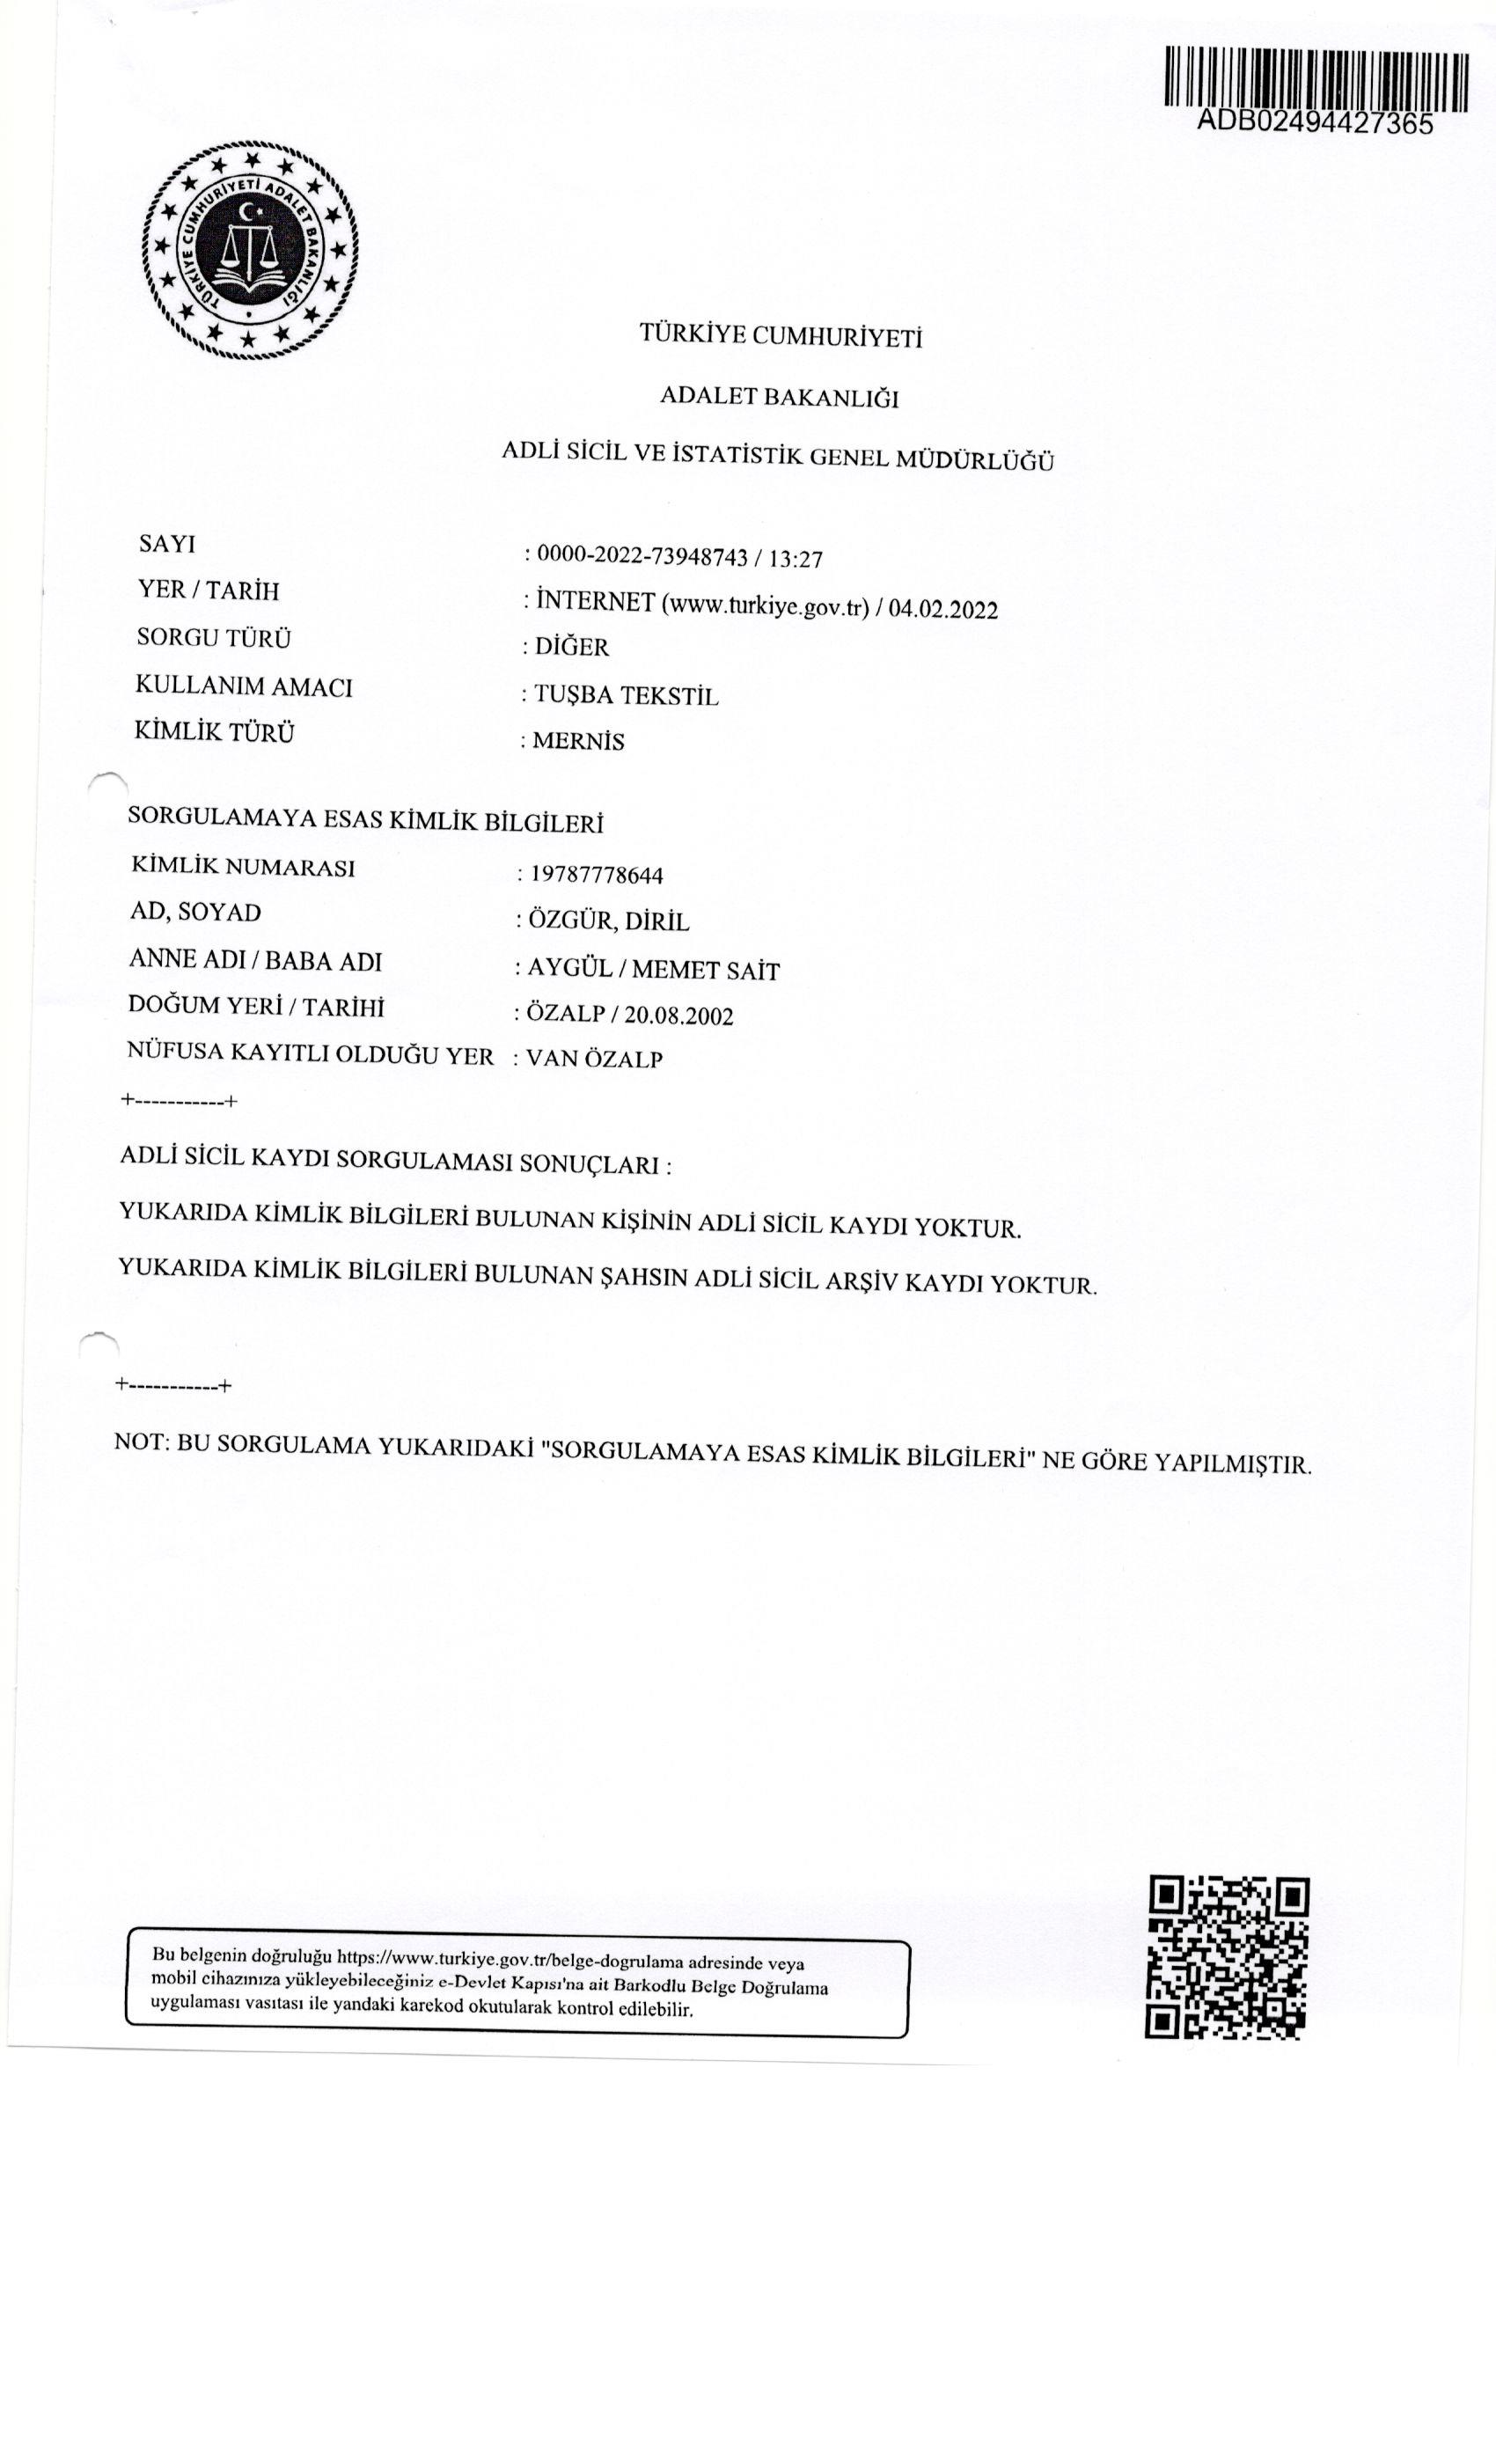 ADB02494427365
TÜRKİYE CUMHURİYETİ ADALET BAKANLIĞI
TÜRKİYE CUMHURİYETİ
ADALET BAKANLIĞI
ADLİ SİCİL VE İSTATİSTİK GENEL MÜDÜRLÜĞÜ
SAYI : 0000-2022-73948743 / 13:27
YER / TARİH : İNTERNET (www.turkiye.gov.tr) / 04.02.2022
SORGU TÜRÜ : DİĞER
KULLANIM AMACI : TUŞBA TEKSTİL
KİMLİK TÜRÜ : MERNİS
SORGULAMAYA ESAS KİMLİK BİLGİLERİ
KİMLİK NUMARASI : 19787778644
AD, SOYAD : ÖZGÜR, DİRİL
ANNE ADI / BABA ADI : AYGÜL / MEMET SAİT
DOĞUM YERİ / TARİHİ : ÖZALP / 20.08.2002
NÜFUSA KAYITLI OLDUĞU YER : VAN ÖZALP
+-----------+
ADLİ SİCİL KAYDI SORGULAMASI SONUÇLARI :
YUKARIDA KİMLİK BİLGİLERİ BULUNAN KİŞİNİN ADLİ SİCİL KAYDI YOKTUR.
YUKARIDA KİMLİK BİLGİLERİ BULUNAN ŞAHSIN ADLİ SİCİL ARŞİV KAYDI YOKTUR.
+-----------+
NOT: BU SORGULAMA YUKARIDAKİ "SORGULAMAYA ESAS KİMLİK BİLGİLERİ" NE GÖRE YAPILMIŞTIR.
Bu belgenin doğruluğu https://www.turkiye.gov.tr/belge-dogrulama adresinde veya
mobil cihazınıza yükleyebileceğiniz e-Devlet Kapısı'na ait Barkodlu Belge Doğrulama
uygulaması vasıtası ile yandaki karekod okutularak kontrol edilebilir.